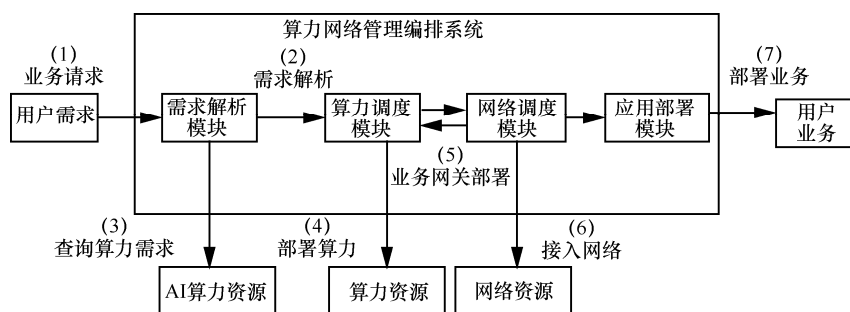 算力网络管理编排系统
(1)
业务请求
(2)
需求解析
(7)
部署业务
用户需求
需求解析
模块
算力调度
模块
网络调度
模块
应用部署
模块
用户
业务
(5)
业务网关部署
(3)
查询算力需求
(4)
部署算力
(6)
接入网络
AI算力资源
算力资源
网络资源